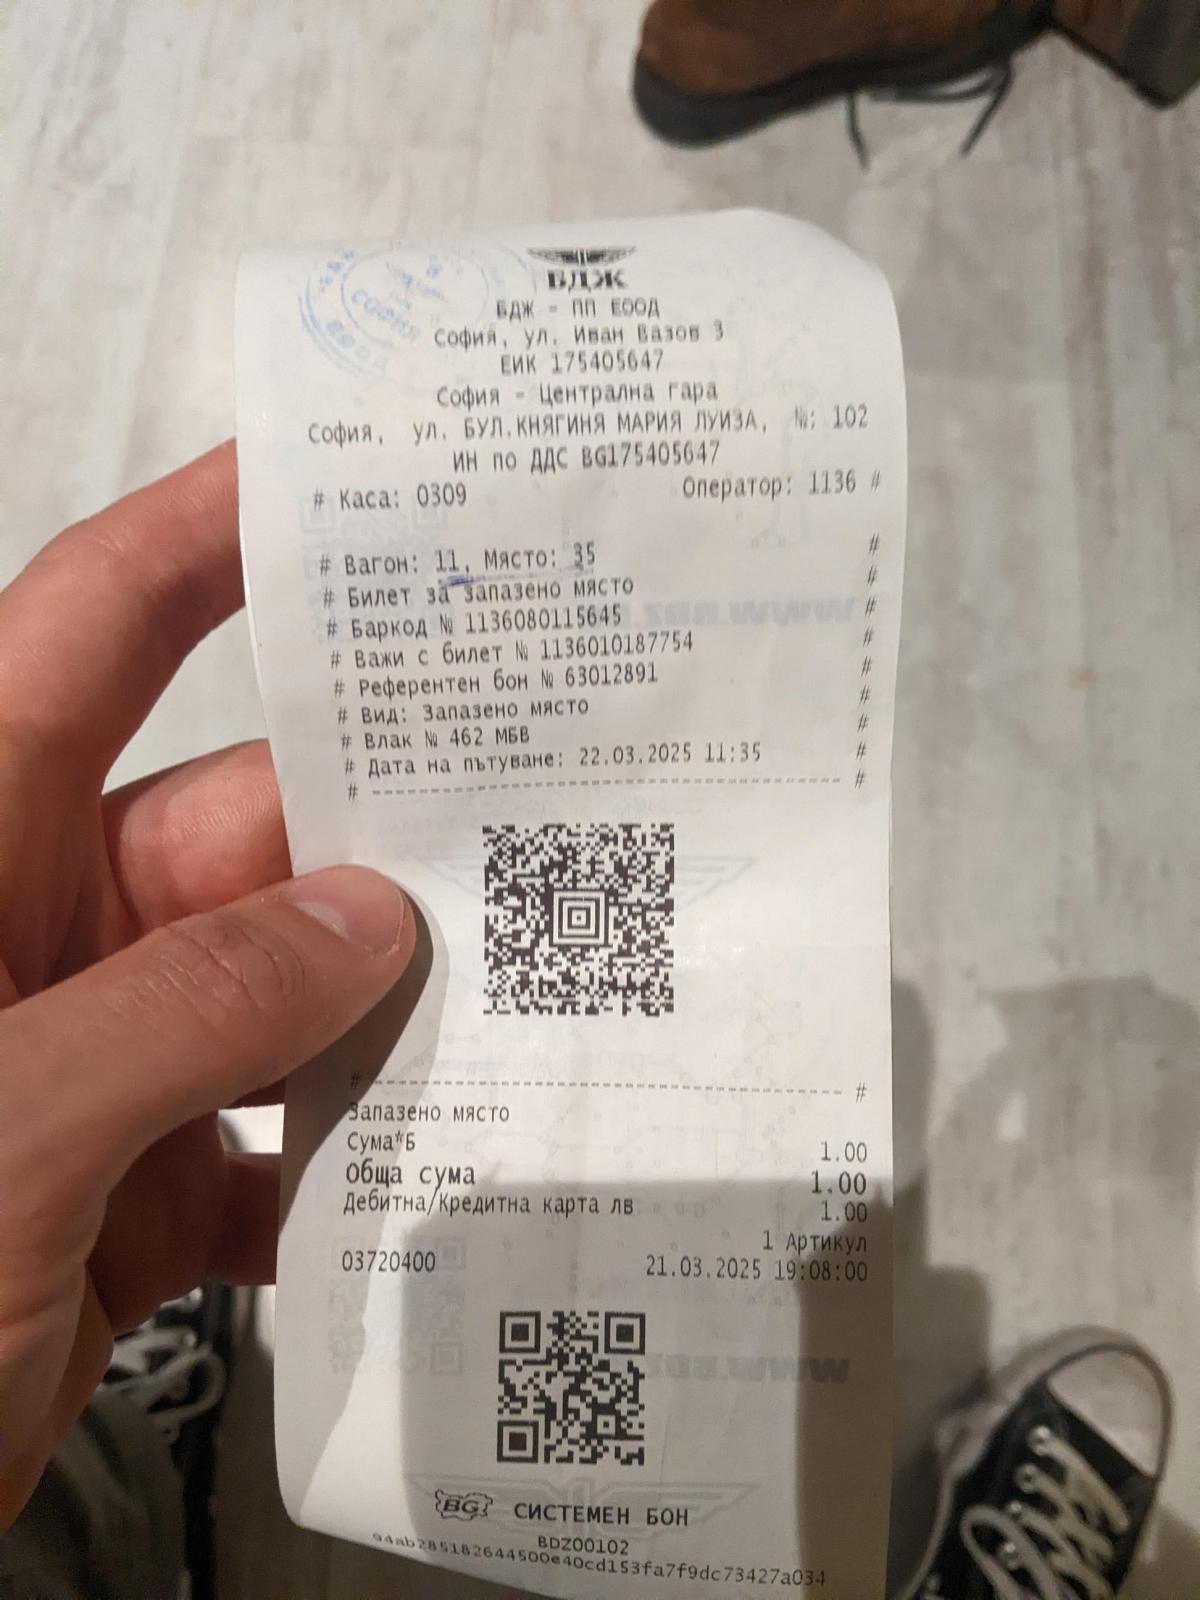 БДЖ
БДЖ - ПП ЕООД
София, ул. Иван Вазов 3
ЕИК 175405647
София - Централна гара
София, ул. БУЛ.КНЯГИНЯ МАРИЯ ЛУИЗА, №: 102
ИН по ДДС BG175405647
# Каса: 0309 Оператор: 1136 #
# Вагон: 11, Място: 35 #
# Билет за запазено място #
# Баркод № 1136080115645 #
# Важи с билет № 1136010187754 #
# Референтен бон № 63012891 #
# Вид: Запазено място #
# Влак № 462 МБВ #
# Дата на пътуване: 22.03.2025 11:35 #
# ------------------------------------ #
# ------------------------------------ #
Запазено място
Сума*Б 1.00
Обща сума 1.00
Дебитна/Кредитна карта лв 1.00
1 Артикул
03720400 21.03.2025 19:08:00
BG СИСТЕМЕН БОН
BDZ00102
94ab285182644500e40cd153fa7f9dc73427a034
СОФИЯ